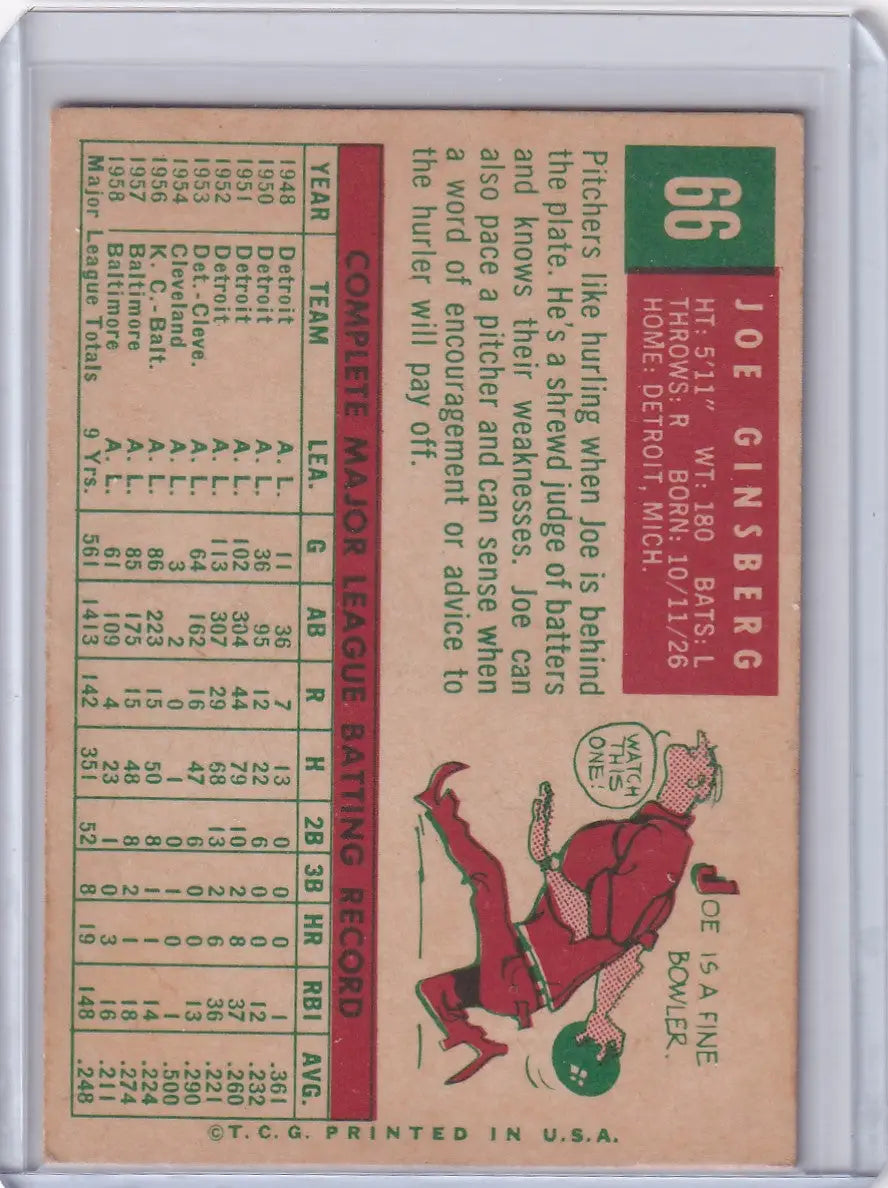 66
JOE GINSBERG
HT: 5'11" WT: 180 BATS: L
THROWS: R BORN: 10/11/26
HOME: DETROIT, MICH.
Pitchers like hurling when Joe is behind
the plate. He's a shrewd judge of batters
and knows their weaknesses. Joe can
also pace a pitcher and can sense when
a word of encouragement or advice to
the hurler will pay off.
WATCH
THIS
ONE!
JOE IS A FINE
BOWLER.
COMPLETE MAJOR LEAGUE BATTING RECORD
YEAR TEAM LEA. G AB R H 2B 3B HR RBI AVG.
1948 Detroit A. L. 11 36 7 13 0 0 0 1 .361
1950 Detroit A. L. 36 95 12 22 6 0 0 12 .232
1951 Detroit A. L. 102 304 44 79 10 2 8 37 .260
1952 Detroit A. L. 113 307 29 68 13 2 6 36 .221
1953 Det.-Cleve. A. L. 64 162 16 47 6 0 0 13 .290
1954 Cleveland A. L. 3 2 0 1 0 1 0 1 .500
1956 K. C.-Balt. A. L. 86 223 15 50 8 1 1 14 .224
1957 Baltimore A. L. 85 175 15 48 8 2 1 18 .274
1958 Baltimore A. L. 61 109 4 23 1 0 3 16 .211
Major League Totals 9 Yrs. 561 1413 142 351 52 8 19 148 .248
©T. C. G. PRINTED IN U.S.A.